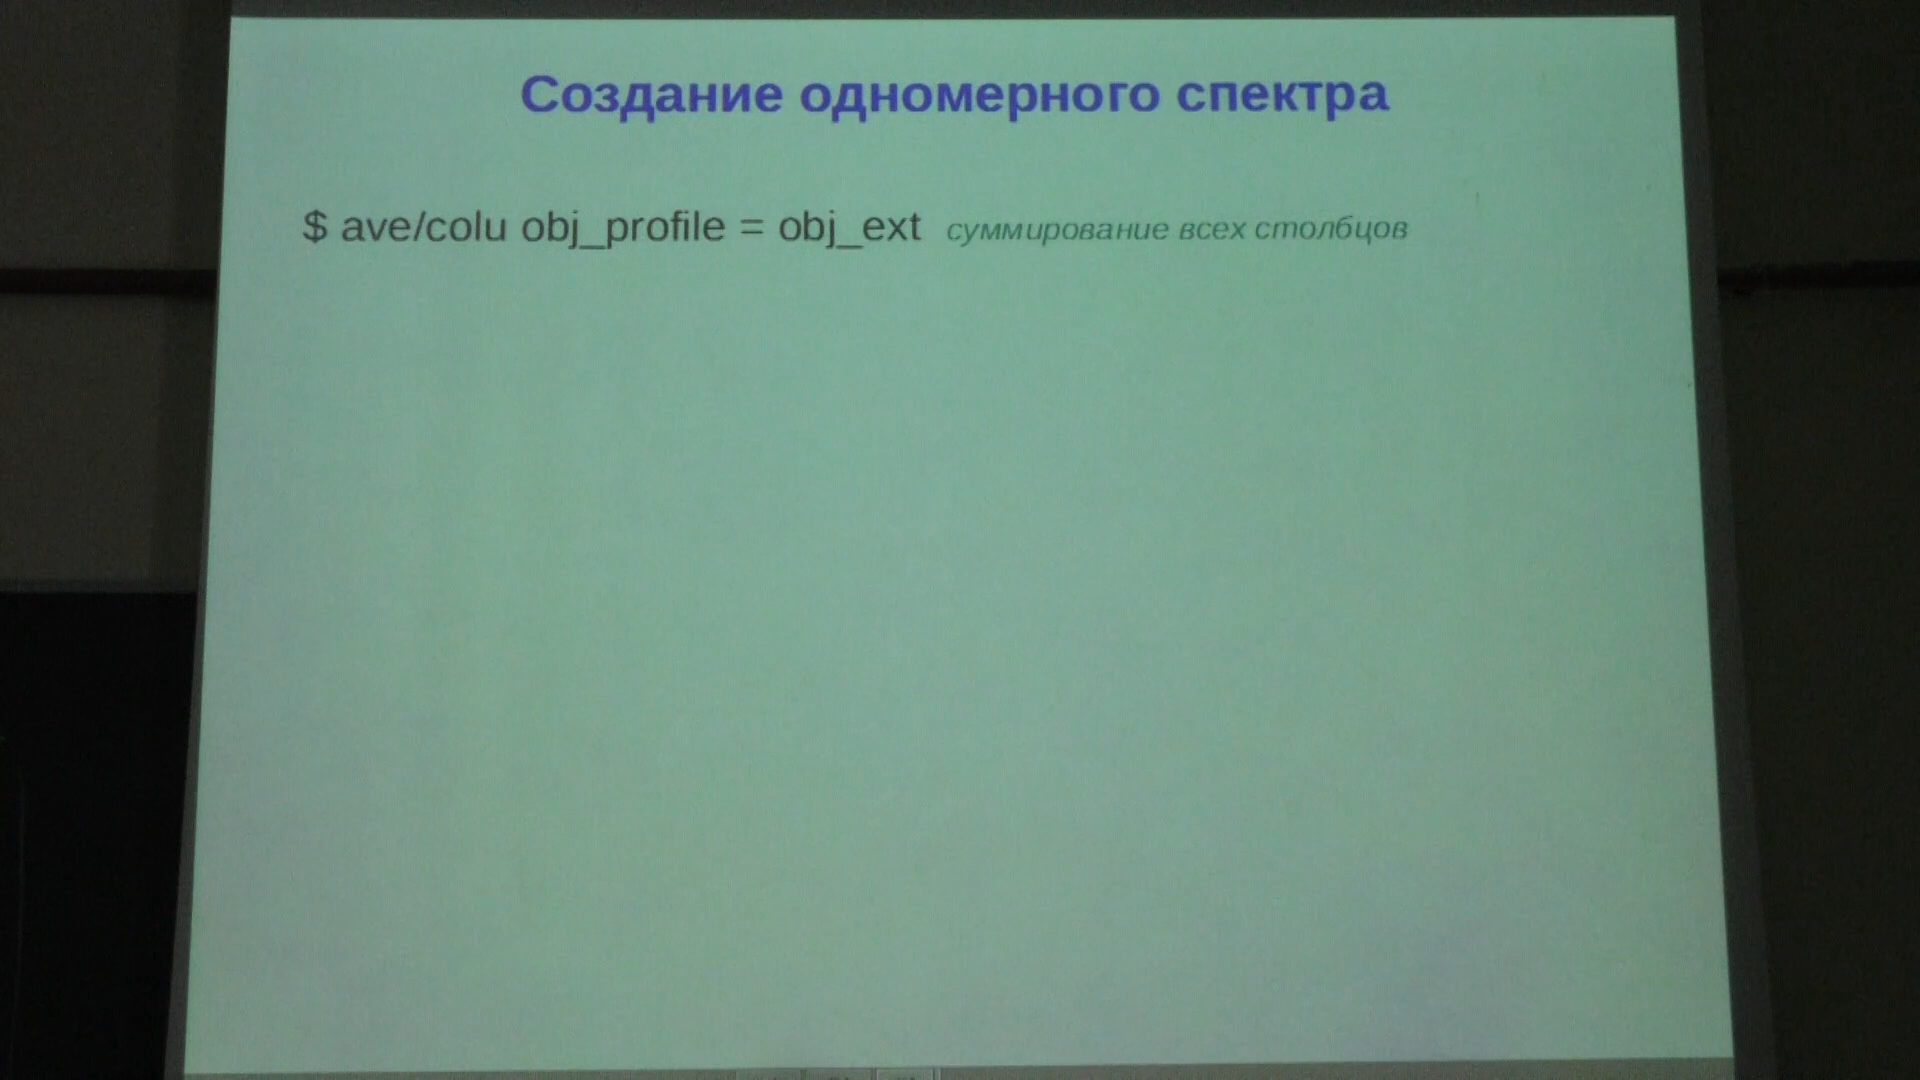 Создание одномерного спектра
$ ave/colu obj_profile = obj_ext суммирование всех столбцов